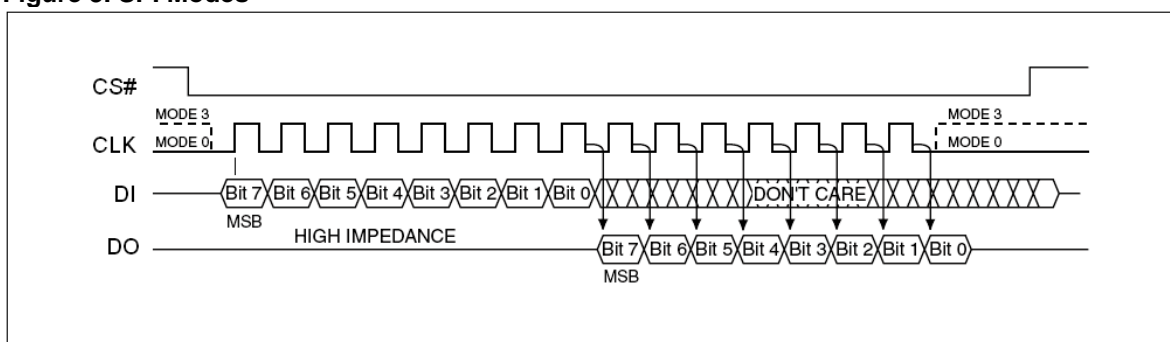 Figure 3. SPI Modes
CS#
MODE 3
MODE 3
CLK
MODE 0
MODE 0
DI
Bit 7 Bit 6 Bit 5 Bit 4 Bit 3 Bit 2 Bit 1 Bit 0 DON'T CARE
MSB
HIGH IMPEDANCE
DO
Bit 7 Bit 6 Bit 5 Bit 4 Bit 3 Bit 2 Bit 1 Bit 0
MSB